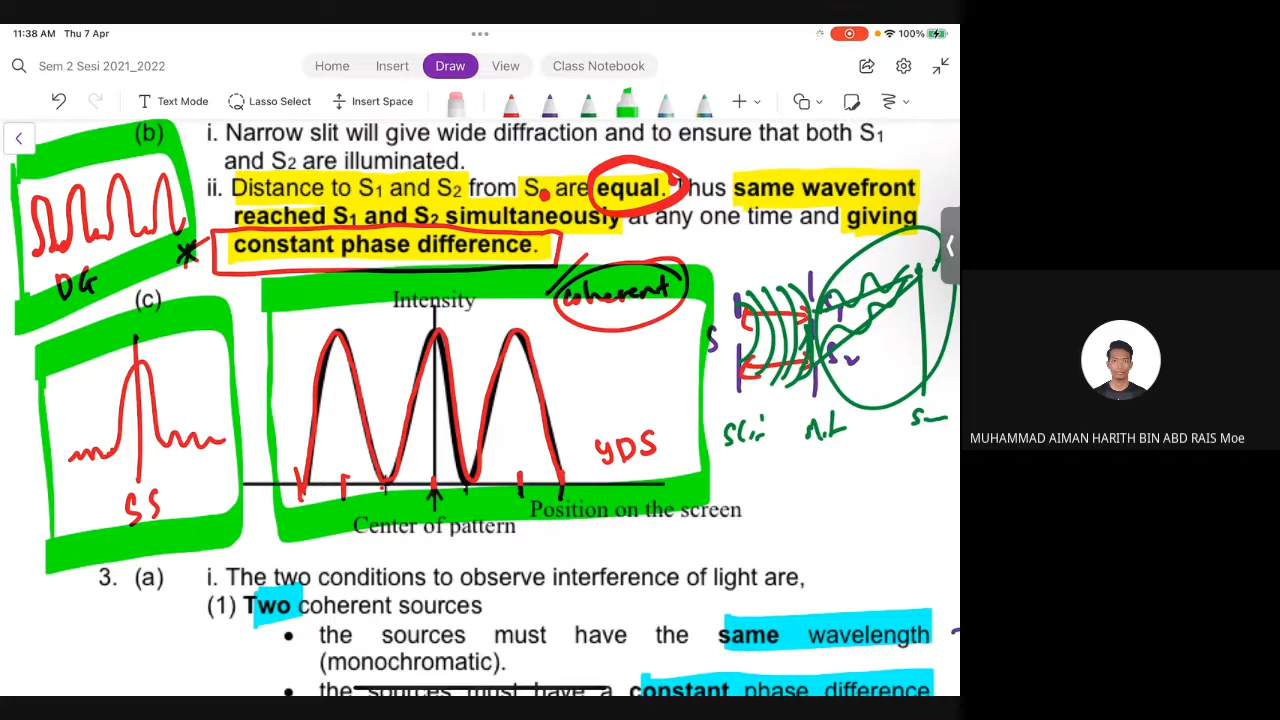 11:38 AM Thu 7 Apr
100%
Sem 2 Sesi 2021_2022
Home Insert Draw View Class Notebook
Text Mode Lasso Select Insert Space
(b) i. Narrow slit will give wide diffraction and to ensure that both S1
and S2 are illuminated.
ii. Distance to S1 and S2 from S are equal. Thus same wavefront
reached S1 and S2 simultaneously at any one time and giving
constant phase difference.
DG
(c)
Intensity
coherent
S
S2
YDS
SS
Position on the screen
Center of pattern
MUHAMMAD AIMAN HARITH BIN ABD RAIS Moe
3. (a) i. The two conditions to observe interference of light are,
(1) Two coherent sources
• the sources must have the same wavelength
(monochromatic).
• the sources must have a constant phase difference